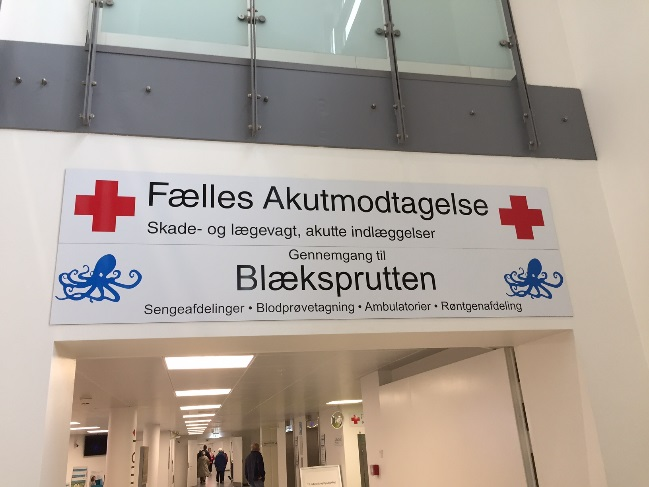 Fælles Akutmodtagelse
Skade- og lægevagt, akutte indlæggelser
Gennemgang til
Blæksprutten
Sengeafdelinger • Blodprøvetagning • Ambulatorier • Røntgenafdeling